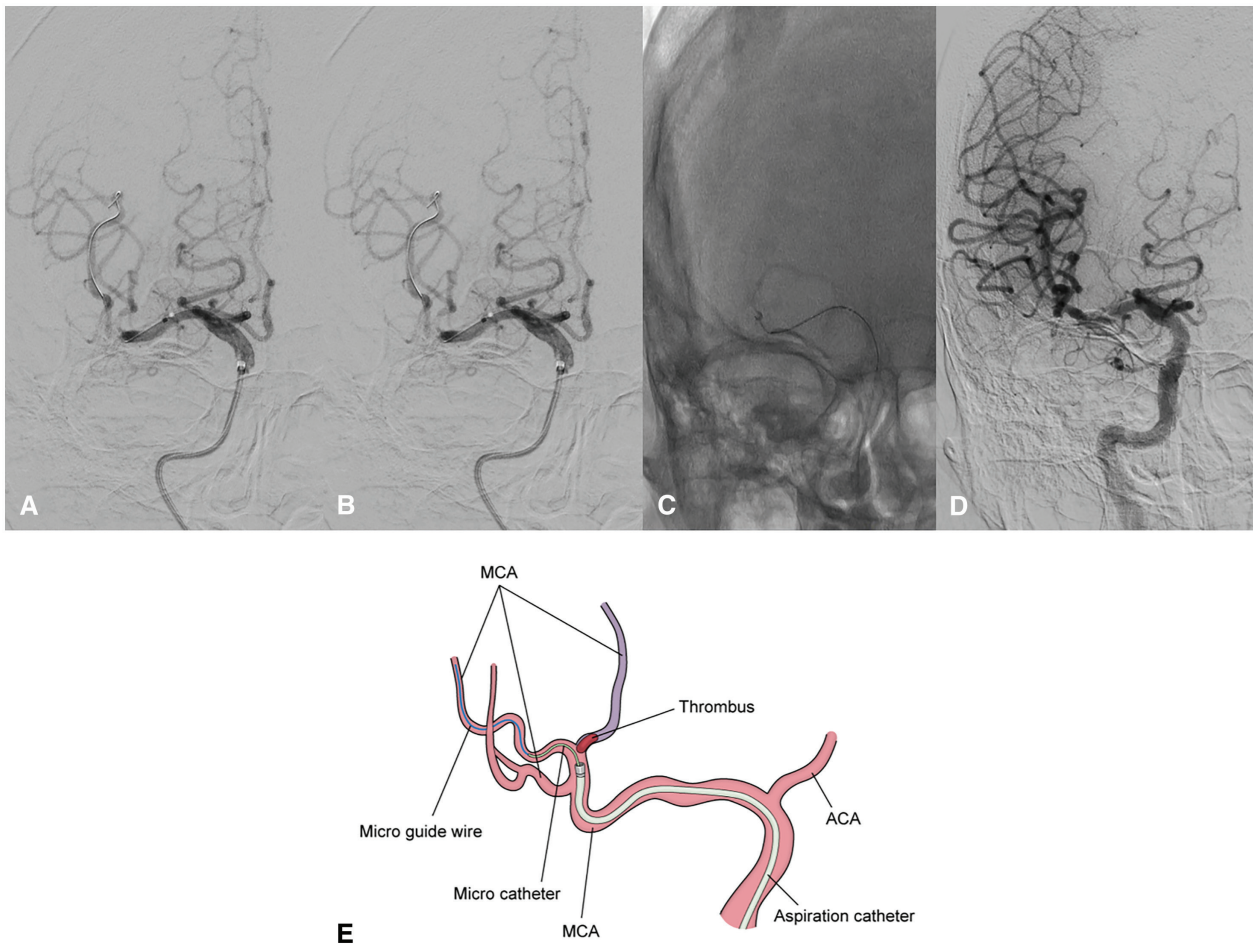 A
B
C
D
MCA
Thrombus
Micro guide wire
ACA
Micro catheter
Aspiration catheter
MCA
E